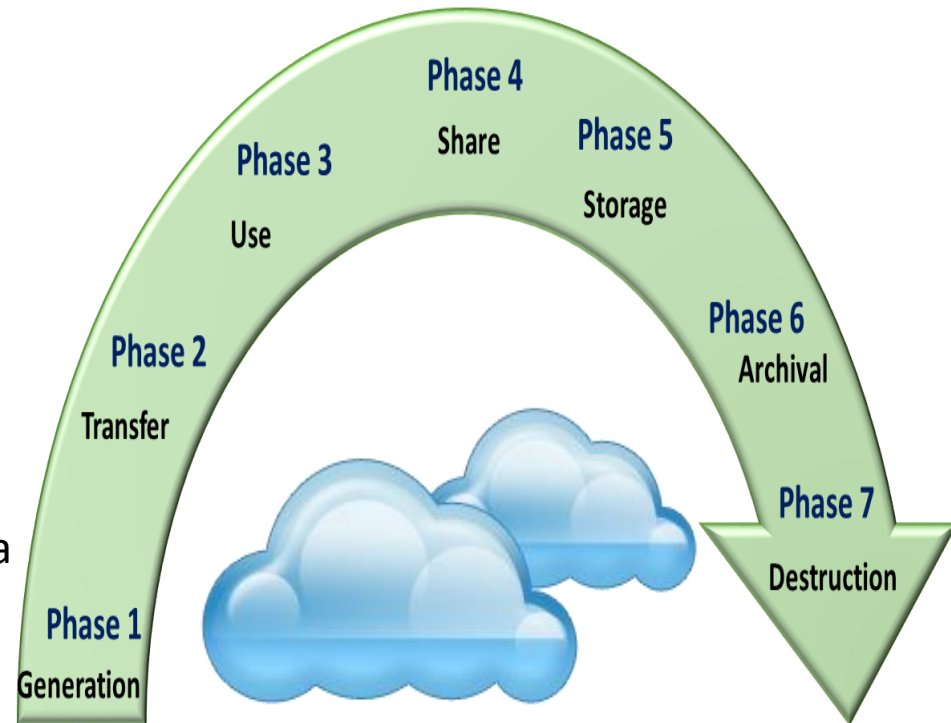 Phase 1
Generation
Phase 2
Transfer
Phase 3
Use
Phase 4
Share
Phase 5
Storage
Phase 6
Archival
Phase 7
Destruction
a